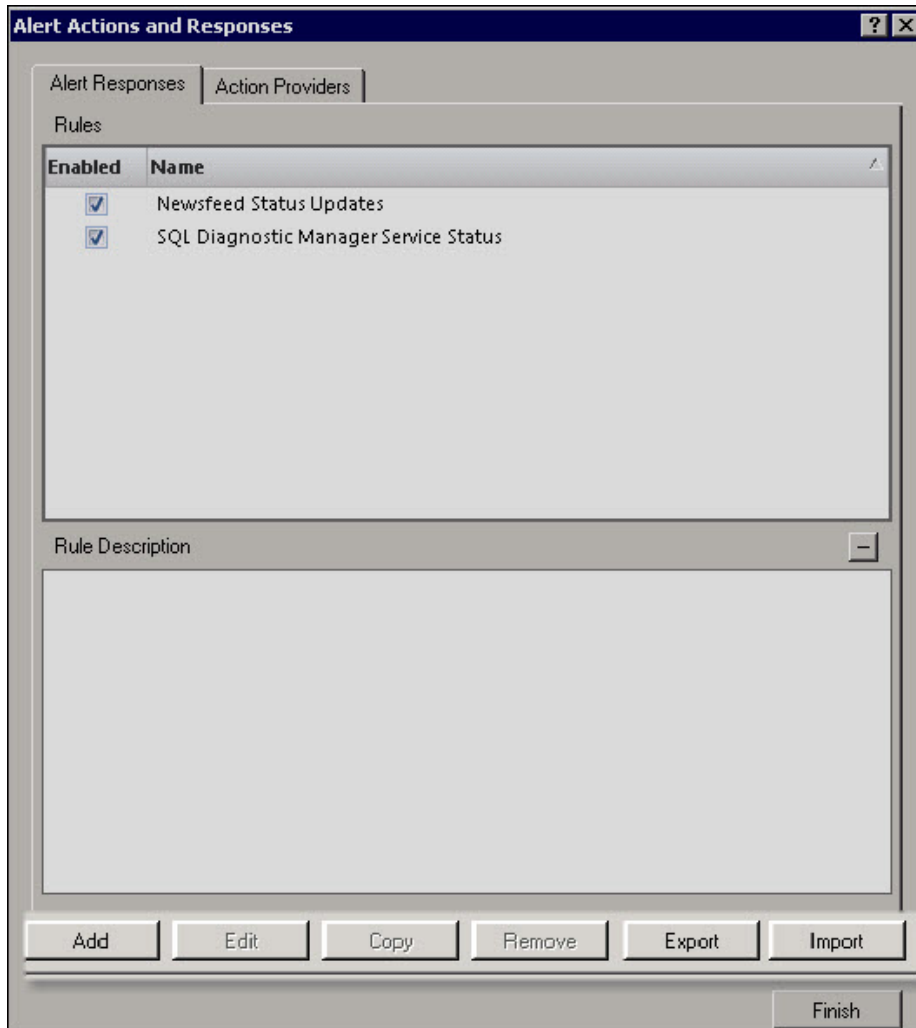 Alert Actions and Responses
Alert Responses
Action Providers
Rules
Enabled Name
Newsfeed Status Updates
SQL Diagnostic Manager Service Status
Rule Description
Add Edit Copy Remove Export Import
Finish